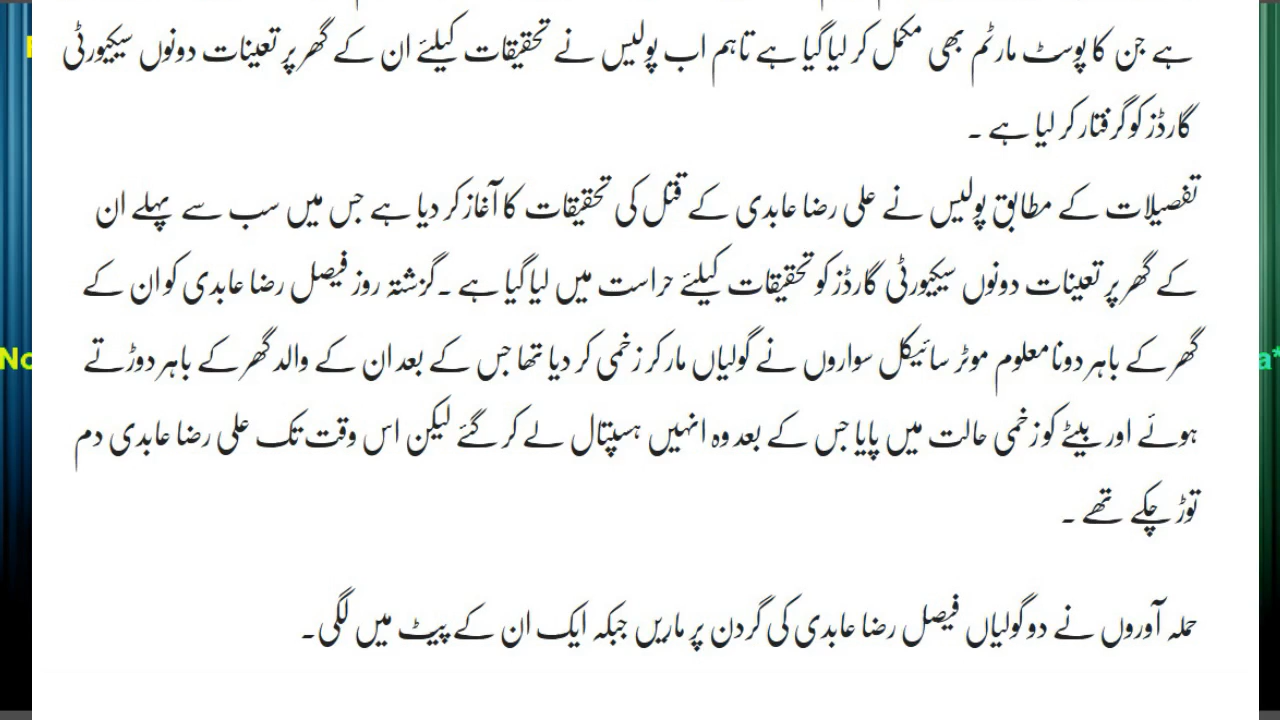 ہے جن کا پوسٹ مارٹم بھی مکمل کر لیا گیا ہے تاہم اب پولیس نے تحقیقات کیلئے ان کے گھر پر تعینات دونوں سیکیورٹی
گارڈز کو گرفتار کر لیا ہے ۔
تفصیلات کے مطابق پولیس نے علی رضا عابدی کے قتل کی تحقیقات کا آغاز کر دیا ہے جس میں سب سے پہلے ان
کے گھر پر تعینات دونوں سیکیورٹی گارڈز کو تحقیقات کیلئے حراست میں لیا گیا ہے ۔ گزشتہ روز فیصل رضا عابدی کو ان کے
گھر کے باہر دو نامعلوم موٹر سائیکل سواروں نے گولیاں مار کر زخمی کر دیا تھا جس کے بعد ان کے والد گھر کے باہر دوڑتے
ہوئے اور بیٹے کو زخمی حالت میں پایا جس کے بعد وہ انہیں ہسپتال لے کر گئے لیکن اس وقت تک علی رضا عابدی دم
توڑ چکے تھے ۔
حملہ آوروں نے دو گولیاں فیصل رضا عابدی کی گردن پر ماریں جبکہ ایک ان کے پیٹ میں لگی۔